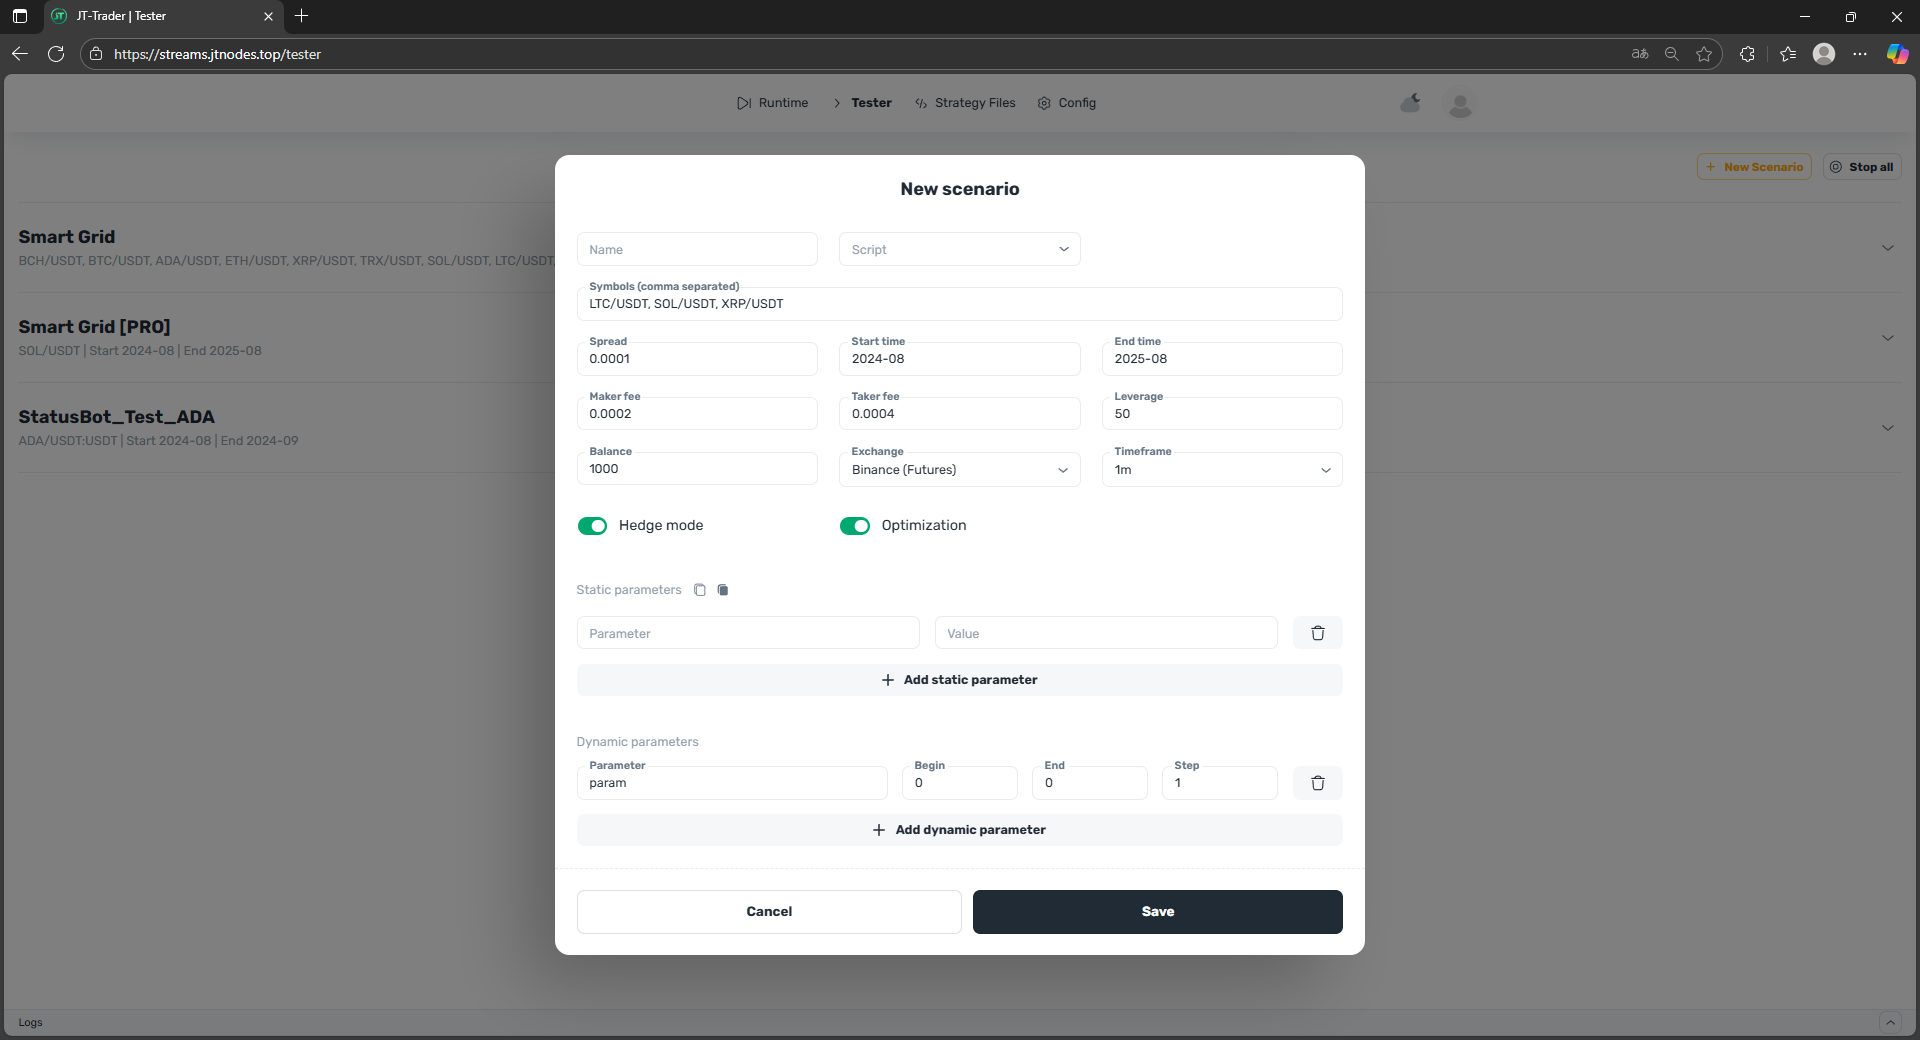 JT-Trader | Tester
https://streams.jtnodes.top/tester
Runtime
Tester
Strategy Files
Config
New Scenario
Stop all
Smart Grid
BCH/USDT, BTC/USDT, ADA/USDT, ETH/USDT, XRP/USDT, TRX/USDT, SOL/USDT, LTC/USDT,
Smart Grid [PRO]
SOL/USDT | Start 2024-08 | End 2025-08
StatusBot_Test_ADA
ADA/USDT:USDT | Start 2024-08 | End 2024-09
New scenario
Name
Script
Symbols (comma separated)
LTC/USDT, SOL/USDT, XRP/USDT
Spread
0.0001
Start time
2024-08
End time
2025-08
Maker fee
0.0002
Taker fee
0.0004
Leverage
50
Balance
1000
Exchange
Binance (Futures)
Timeframe
1m
Hedge mode
Optimization
Static parameters
Parameter
Value
Add static parameter
Dynamic parameters
Parameter
param
Begin
0
End
0
Step
1
Add dynamic parameter
Cancel
Save
Logs